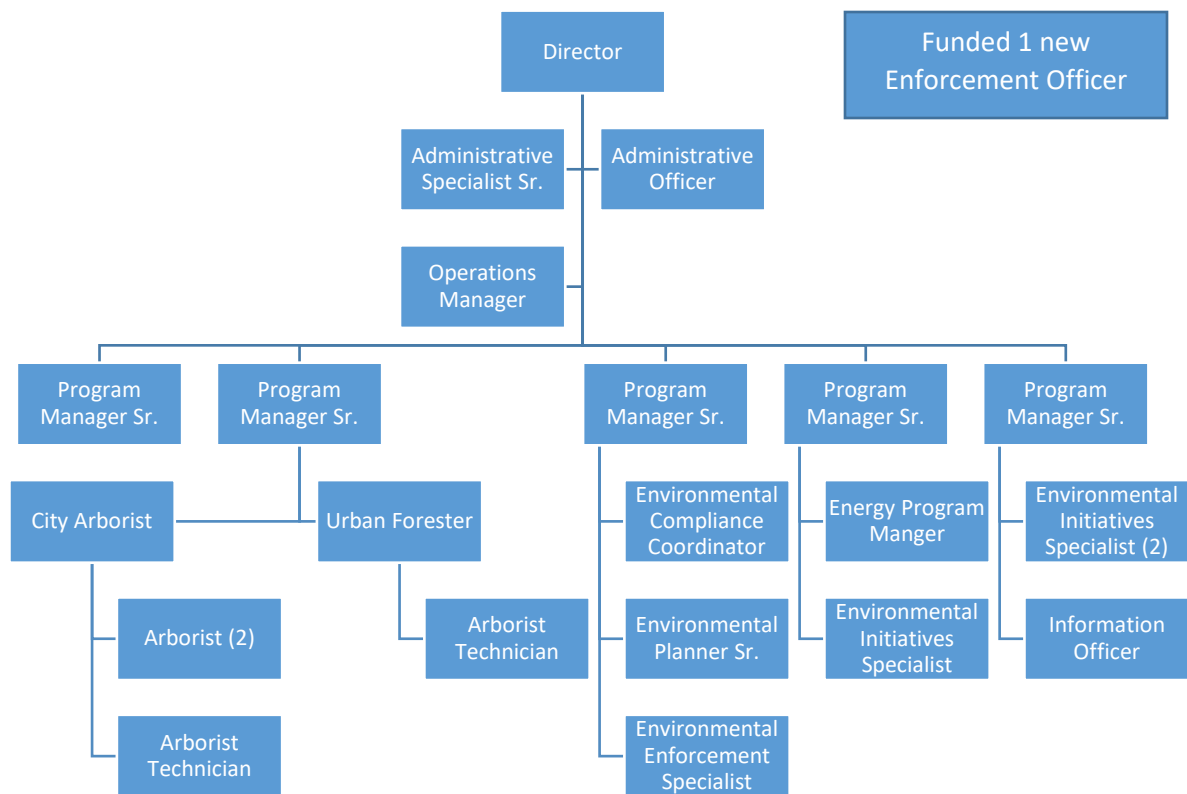 Director
Funded 1 new
Enforcement Officer
Administrative
Specialist Sr.
Administrative
Officer
Operations
Manager
Program
Manager Sr.
Program
Manager Sr.
Program
Manager Sr.
Program
Manager Sr.
Program
Manager Sr.
City Arborist
Urban Forester
Environmental
Compliance
Coordinator
Energy Program
Manger
Environmental
Initiatives
Specialist (2)
Arborist (2)
Arborist
Technician
Environmental
Planner Sr.
Environmental
Initiatives
Specialist
Information
Officer
Arborist
Technician
Environmental
Enforcement
Specialist